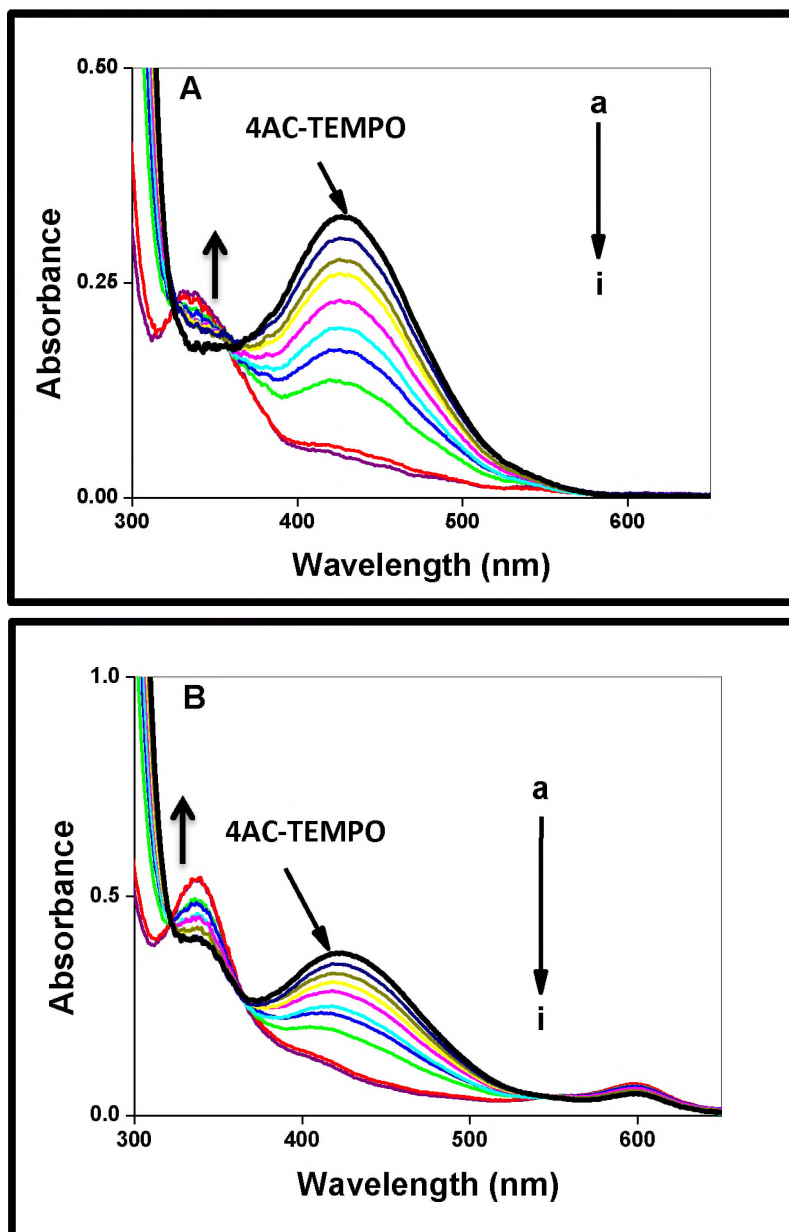 0.50
A
4AC-TEMPO
a
i
0.25
0.00
300
400
500
600
Absorbance
Wavelength (nm)
1.0
B
a
4AC-TEMPO
0.5
i
0.0
300
400
500
600
Absorbance
Wavelength (nm)